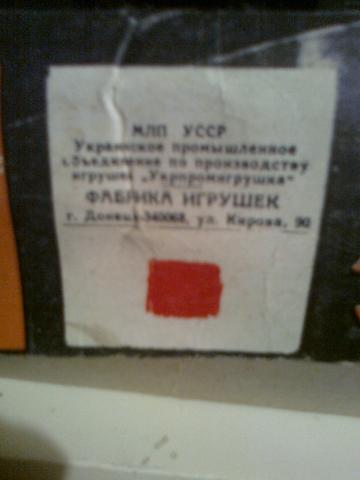 МЛП УССР
Украинское промышленное
объединение по производству
игрушек „Укрпромигрушка"
ФАБРИКА ИГРУШЕК
г. Донецк-340068, ул. Кирова, 90